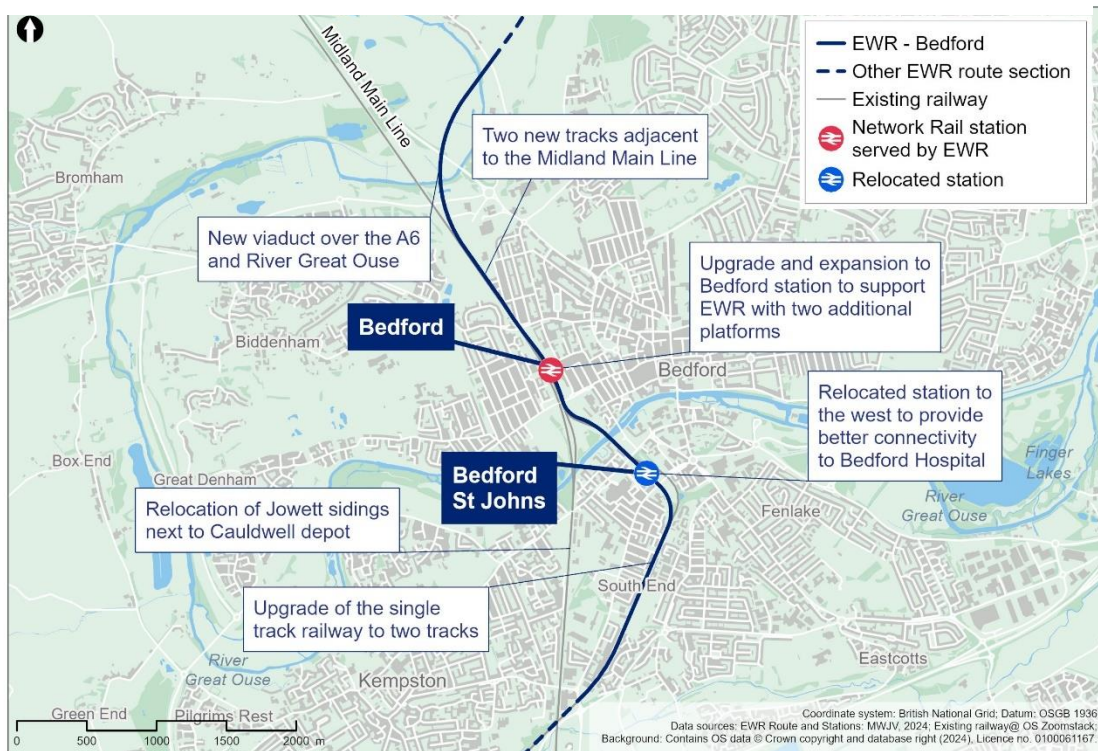 Midland Main Line
EWR - Bedford
Other EWR route section
Existing railway
Network Rail station
served by EWR
Relocated station
Two new tracks adjacent
to the Midland Main Line
Bromham
New viaduct over the A6
and River Great Ouse
Upgrade and expansion to
Bedford station to support
EWR with two additional
platforms
Bedford
Biddenham
Bedford
Relocated station to
the west to provide
better connectivity
to Bedford Hospital
Box End
Great Denham
Bedford
St Johns
Finger
Lakes
River
Great Ouse
Fenlake
Relocation of Jowett sidings
next to Cauldwell depot
South End
Upgrade of the single
track railway to two tracks
River
Great Ouse
Kempston
Eastcotts
Green End
Pilgrims Rest
0 500 1000 1500 2000 m
Coordinate system: British National Grid; Datum: OSGB 1936
Data sources: EWR Route and Stations: MWJV, 2024; Existing railway@ OS Zoomstack;
Background: Contains OS data © Crown copyright and database right (2024), Licence no. 0100061167.